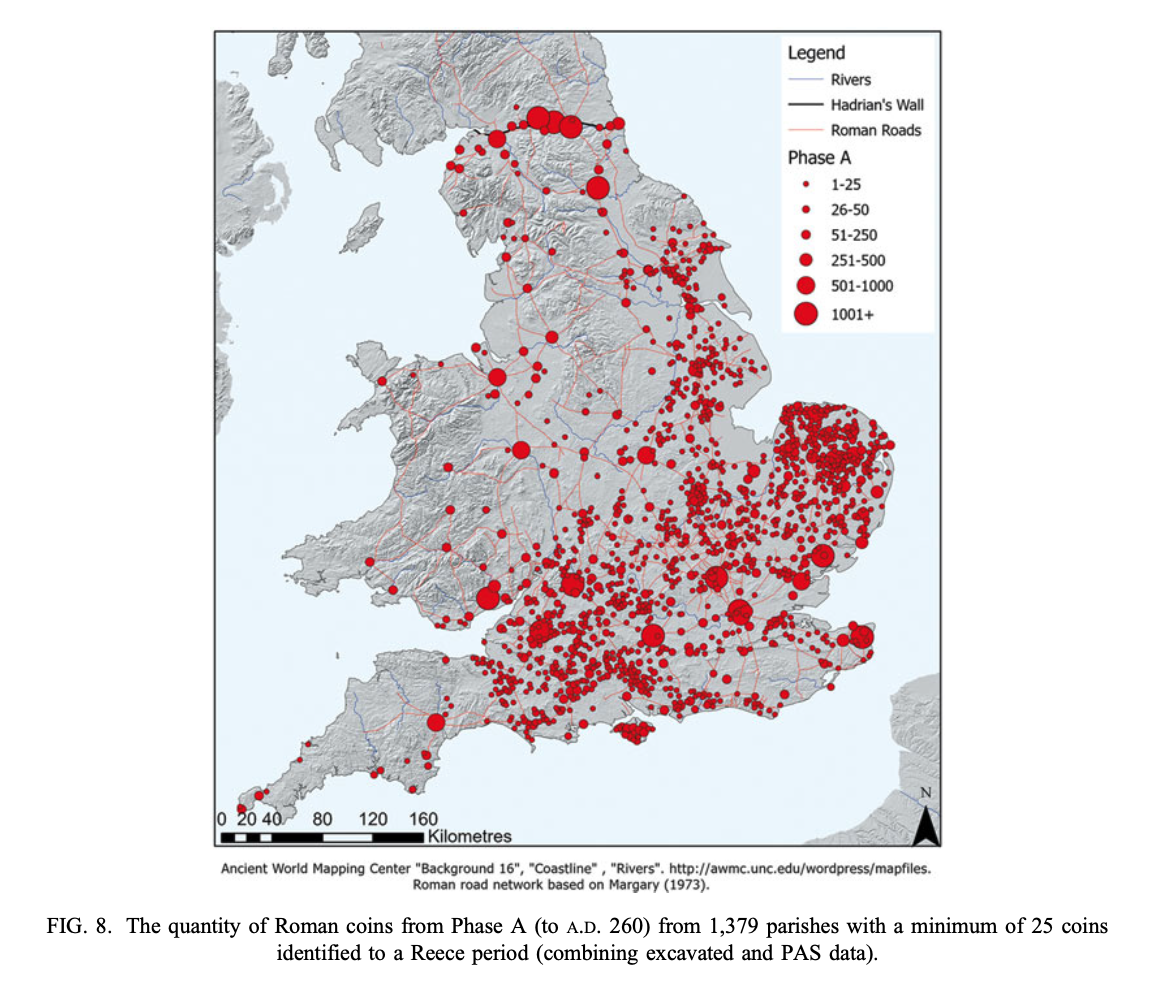 Legend
Rivers
Hadrian's Wall
Roman Roads
Phase A
1-25
26-50
51-250
251-500
501-1000
1001+
N
0 20 40 80 120 160
Kilometres
Ancient World Mapping Center "Background 16", "Coastline" , "Rivers". http://awmc.unc.edu/wordpress/mapfiles.
Roman road network based on Margary (1973).
FIG. 8. The quantity of Roman coins from Phase A (to A.D. 260) from 1,379 parishes with a minimum of 25 coins
identified to a Reece period (combining excavated and PAS data).